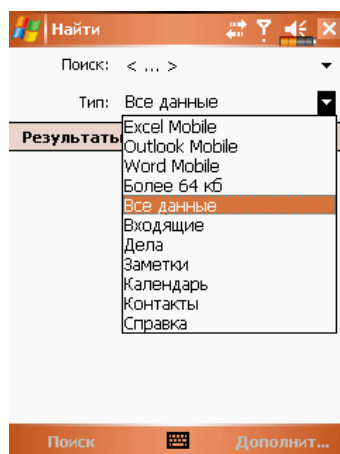 Найти
Поиск: < ... >
Тип: Все данные
Результаты
Excel Mobile
Outlook Mobile
Word Mobile
Более 64 кб
Все данные
Входящие
Дела
Заметки
Календарь
Контакты
Справка
Поиск Дополнит...